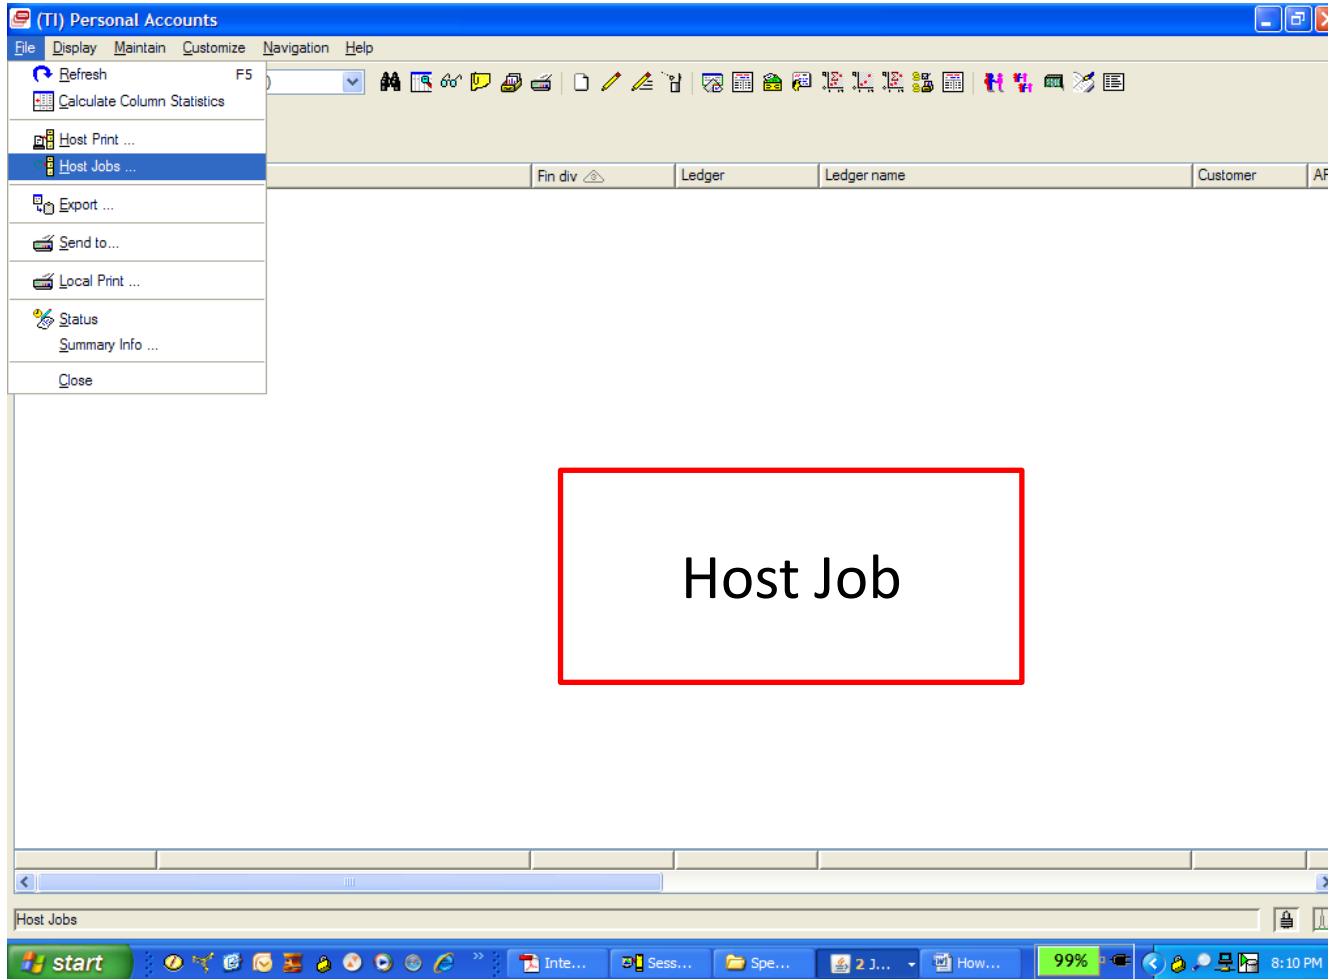 (TI) Personal Accounts
File Display Maintain Customize Navigation Help
Refresh F5
Calculate Column Statistics
Host Print ...
Host Jobs ...
Fin div Ledger Ledger name Customer
Export ...
Send to...
Local Print ...
Status
Summary Info ...
Close
Host Job
Host Jobs
start Inte... Sess... Spe... 2 J... How... 99% 8:10 PM